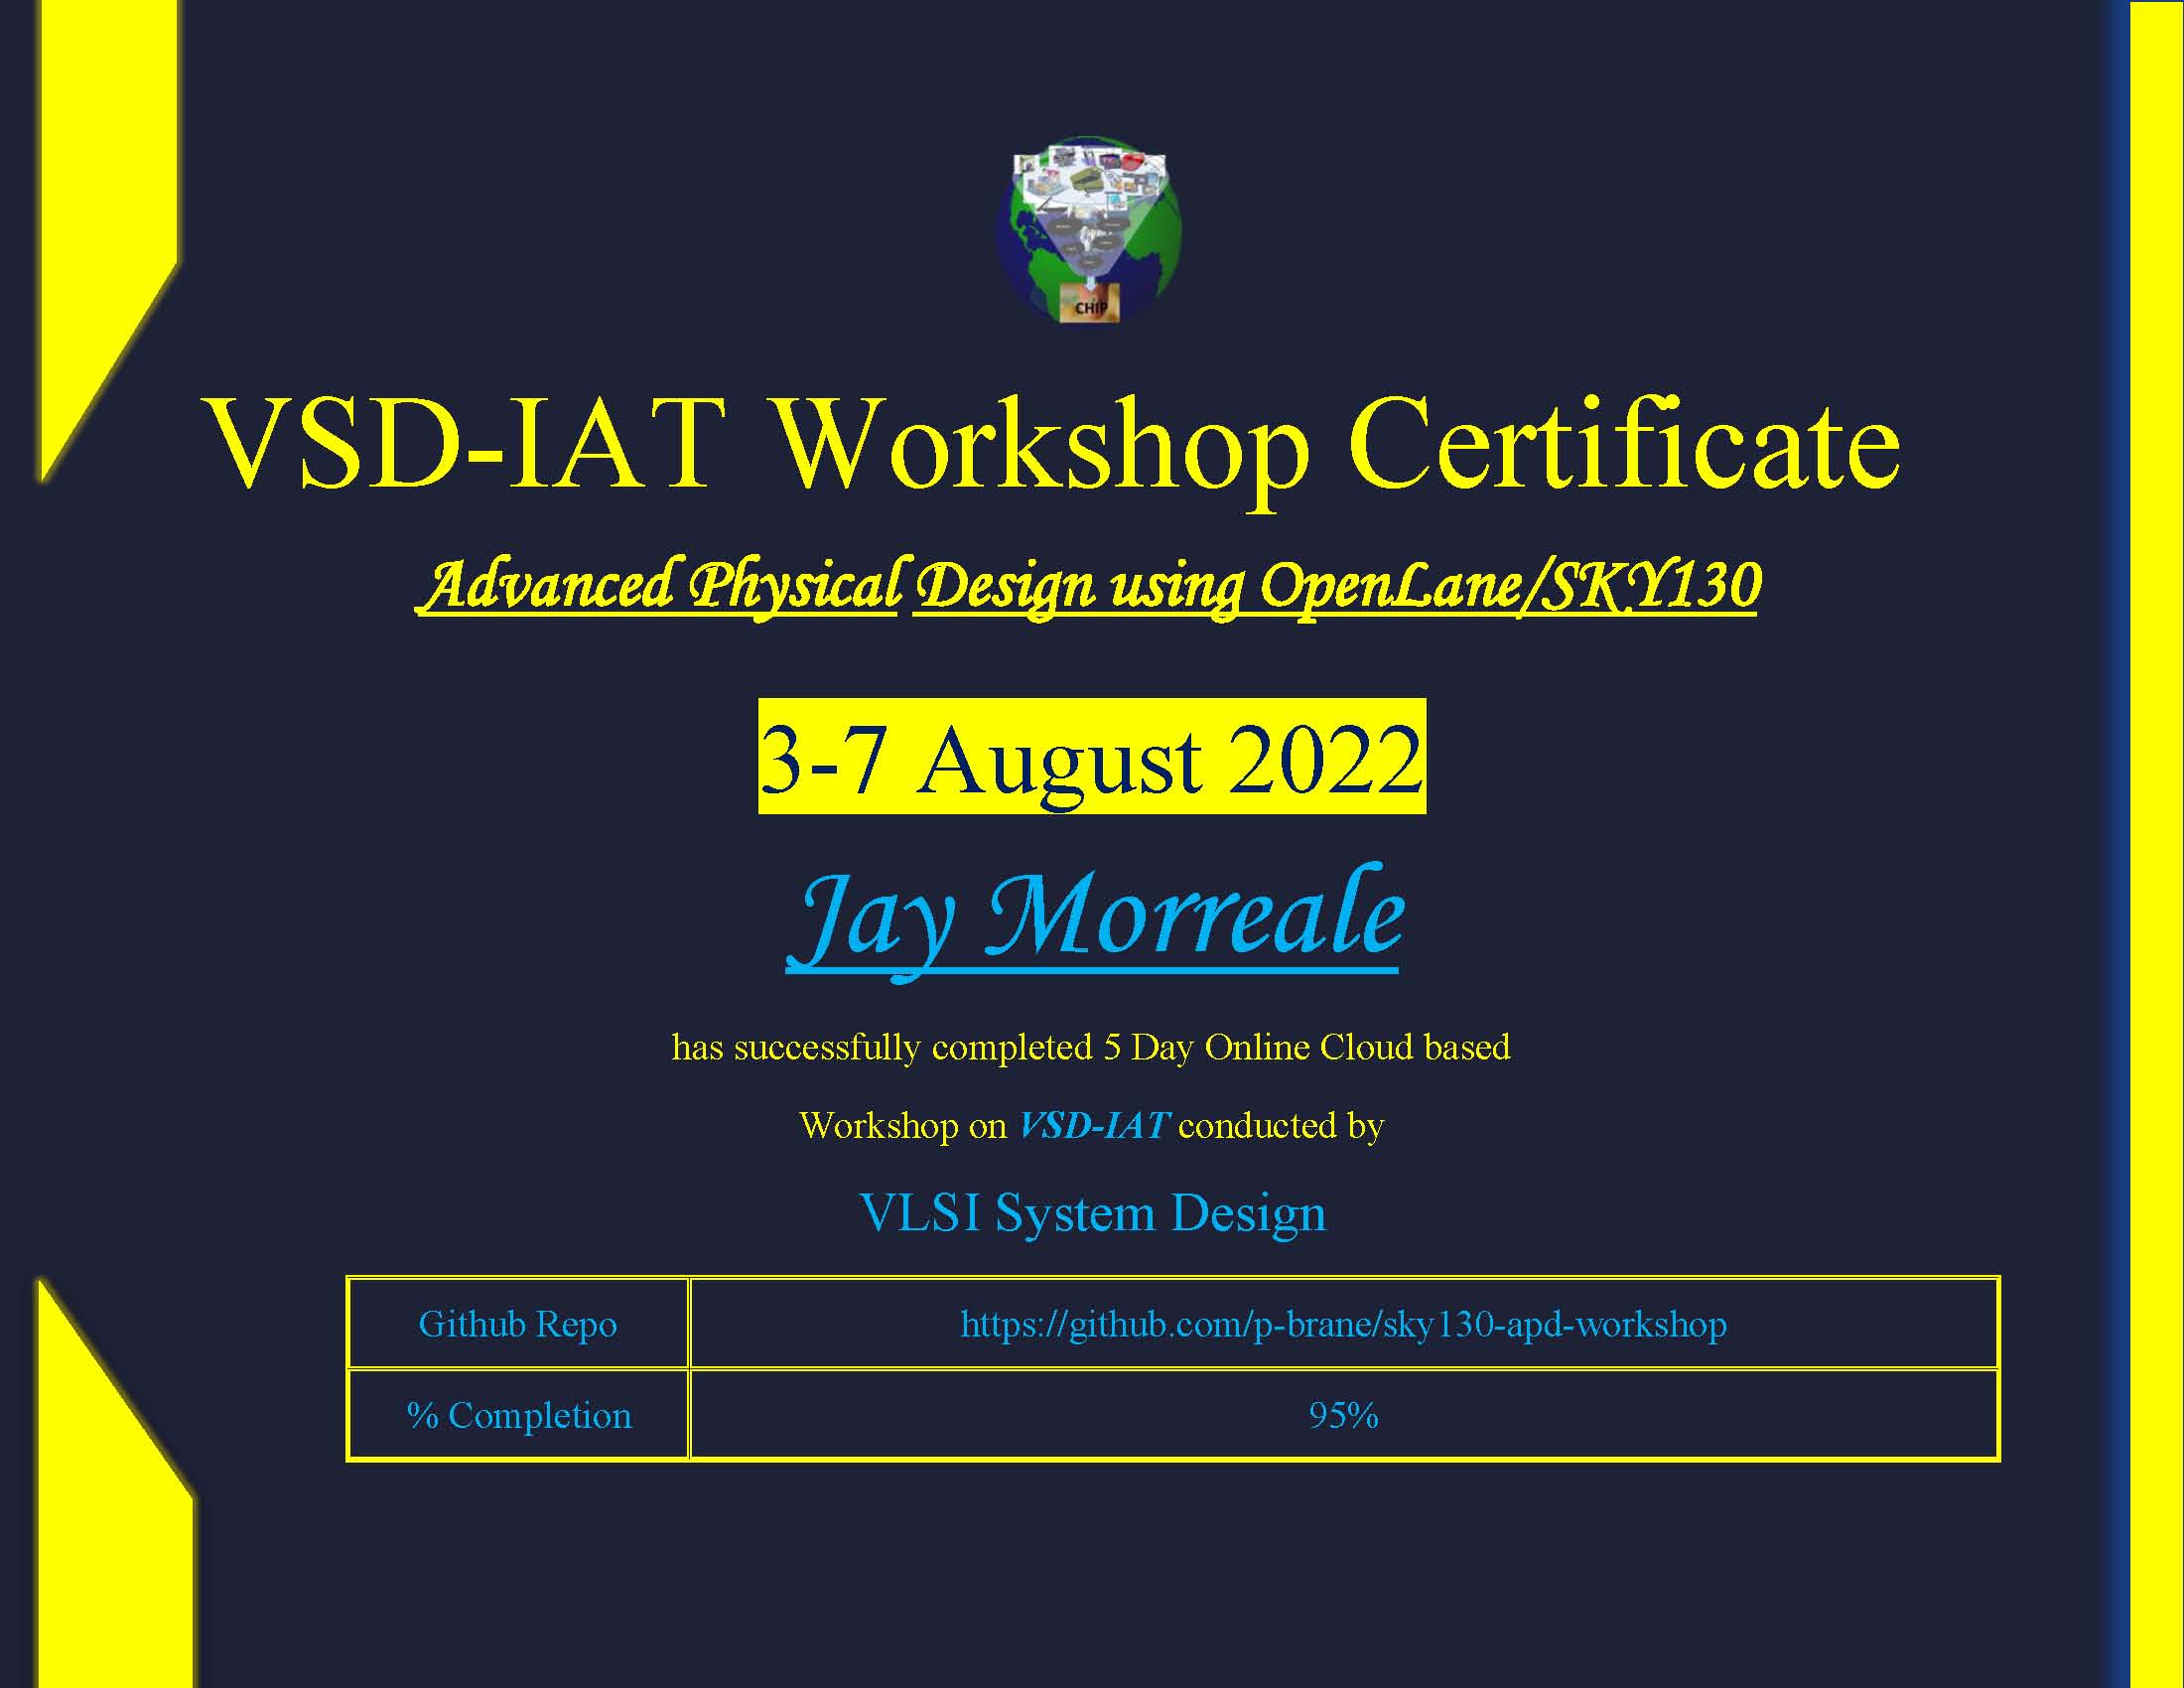 CHIP
VSD-IAT Workshop Certificate
Advanced Physical Design using OpenLane/SKY130
3-7 August 2022
Jay Morreale
has successfully completed 5 Day Online Cloud based
Workshop on VSD-IAT conducted by
VLSI System Design
Github Repo https://github.com/p-brane/sky130-apd-workshop
% Completion 95%